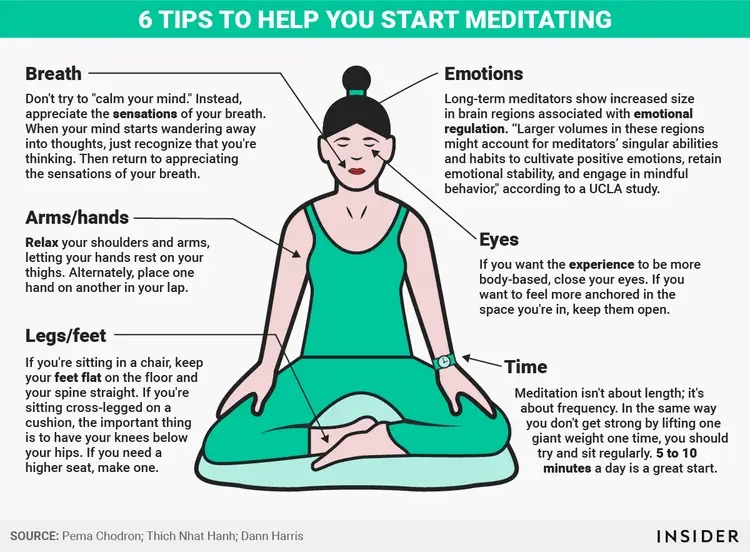 6 TIPS TO HELP YOU START MEDITATING
Breath
Don't try to "calm your mind." Instead,
appreciate the sensations of your breath.
When your mind starts wandering away
into thoughts, just recognize that you're
thinking. Then return to appreciating
the sensations of your breath.
Emotions
Long-term meditators show increased size
in brain regions associated with emotional
regulation. “Larger volumes in these regions
might account for meditators’ singular abilities
and habits to cultivate positive emotions, retain
emotional stability, and engage in mindful
behavior," according to a UCLA study.
Arms/hands
Relax your shoulders and arms,
letting your hands rest on your
thighs. Alternately, place one
hand on another in your lap.
Eyes
If you want the experience to be more
body-based, close your eyes. If you
want to feel more anchored in the
space you're in, keep them open.
Legs/feet
If you're sitting in a chair, keep
your feet flat on the floor and
your spine straight. If you're
sitting cross-legged on a
cushion, the important thing
is to have your knees below
your hips. If you need a
higher seat, make one.
Time
Meditation isn't about length; it's
about frequency. In the same way
you don't get strong by lifting one
giant weight one time, you should
try and sit regularly. 5 to 10
minutes a day is a great start.
SOURCE: Pema Chodron; Thich Nhat Hanh; Dann Harris
INSIDER